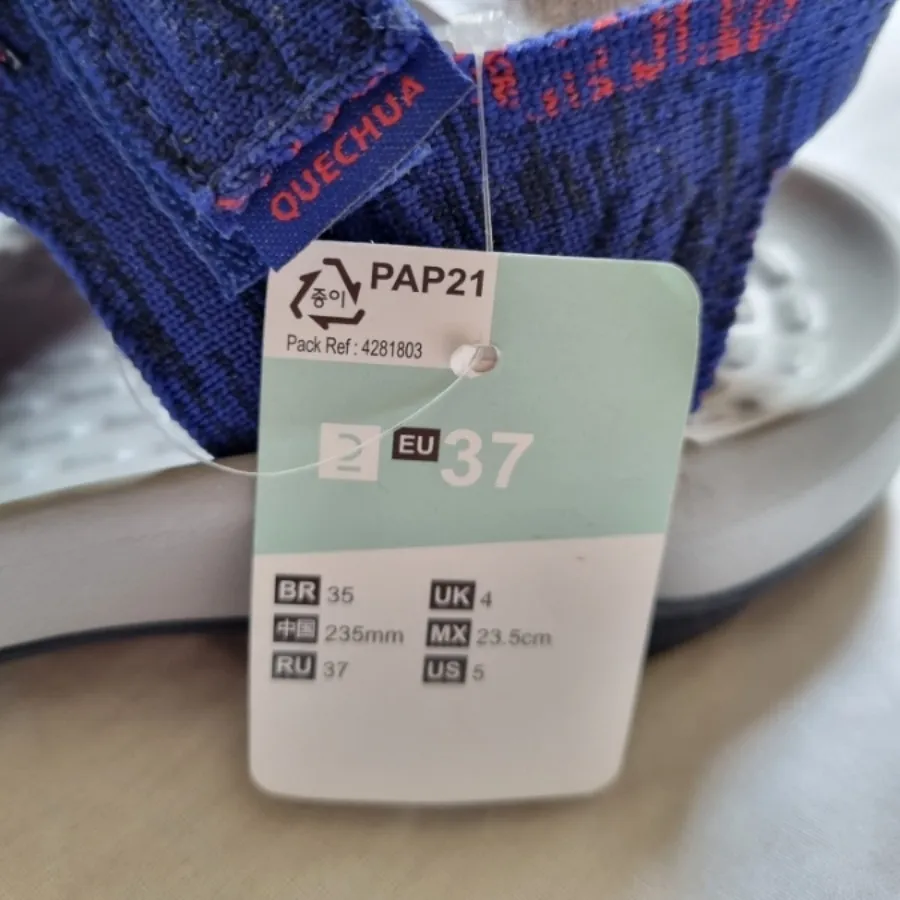 QUECHUA
종이
PAP21
Pack Ref : 4281803
EU 37
BR 35
UK 4
中国 235mm
MX 23.5cm
RU 37
US 5